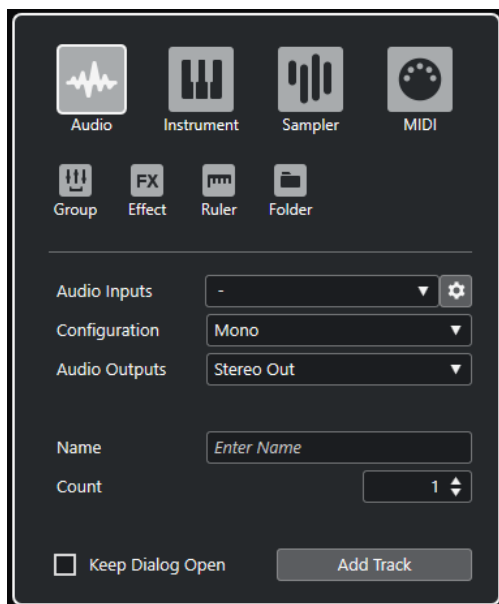 Audio Instrument Sampler MIDI
FX
Group Effect Ruler Folder
Audio Inputs -
Configuration Mono
Audio Outputs Stereo Out
Name Enter Name
Count 1
Keep Dialog Open Add Track